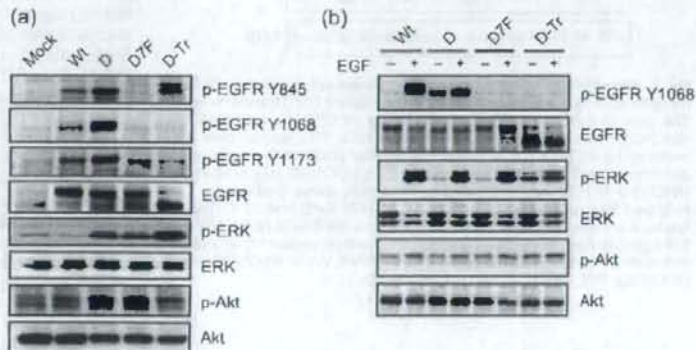 (a)
Mock Wt D D7F D-Tr
p-EGFR Y845
p-EGFR Y1068
p-EGFR Y1173
EGFR
p-ERK
ERK
p-Akt
Akt
(b)
Wt D D7F D-Tr
EGF – + – + – + – +
p-EGFR Y1068
EGFR
p-ERK
ERK
p-Akt
Akt